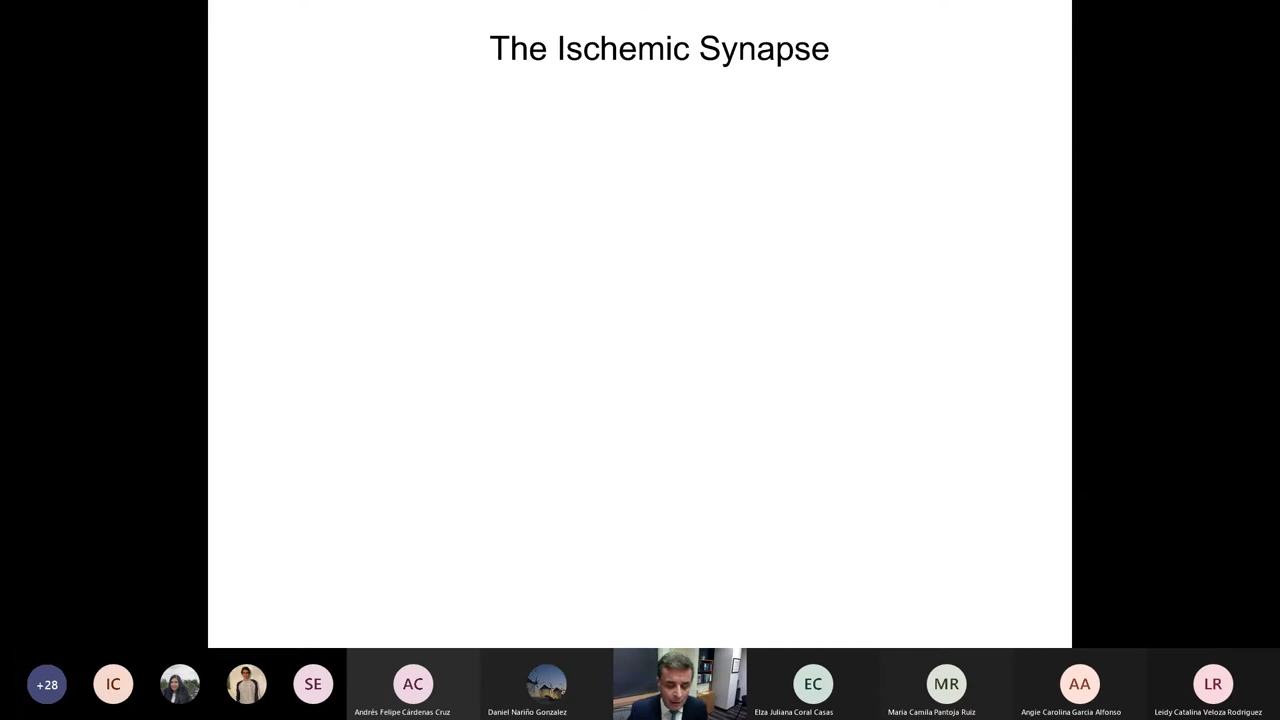 The Ischemic Synapse
+28
IC
SE
AC
Andrés Felipe Cárdenas Cruz
Daniel Nariño Gonzalez
EC
Elza Juliana Coral Casas
MR
Maria Camila Pantoja Ruiz
AA
Angie Carolina Garcia Alfonso
LR
Leidy Catalina Veloza Rodriguez